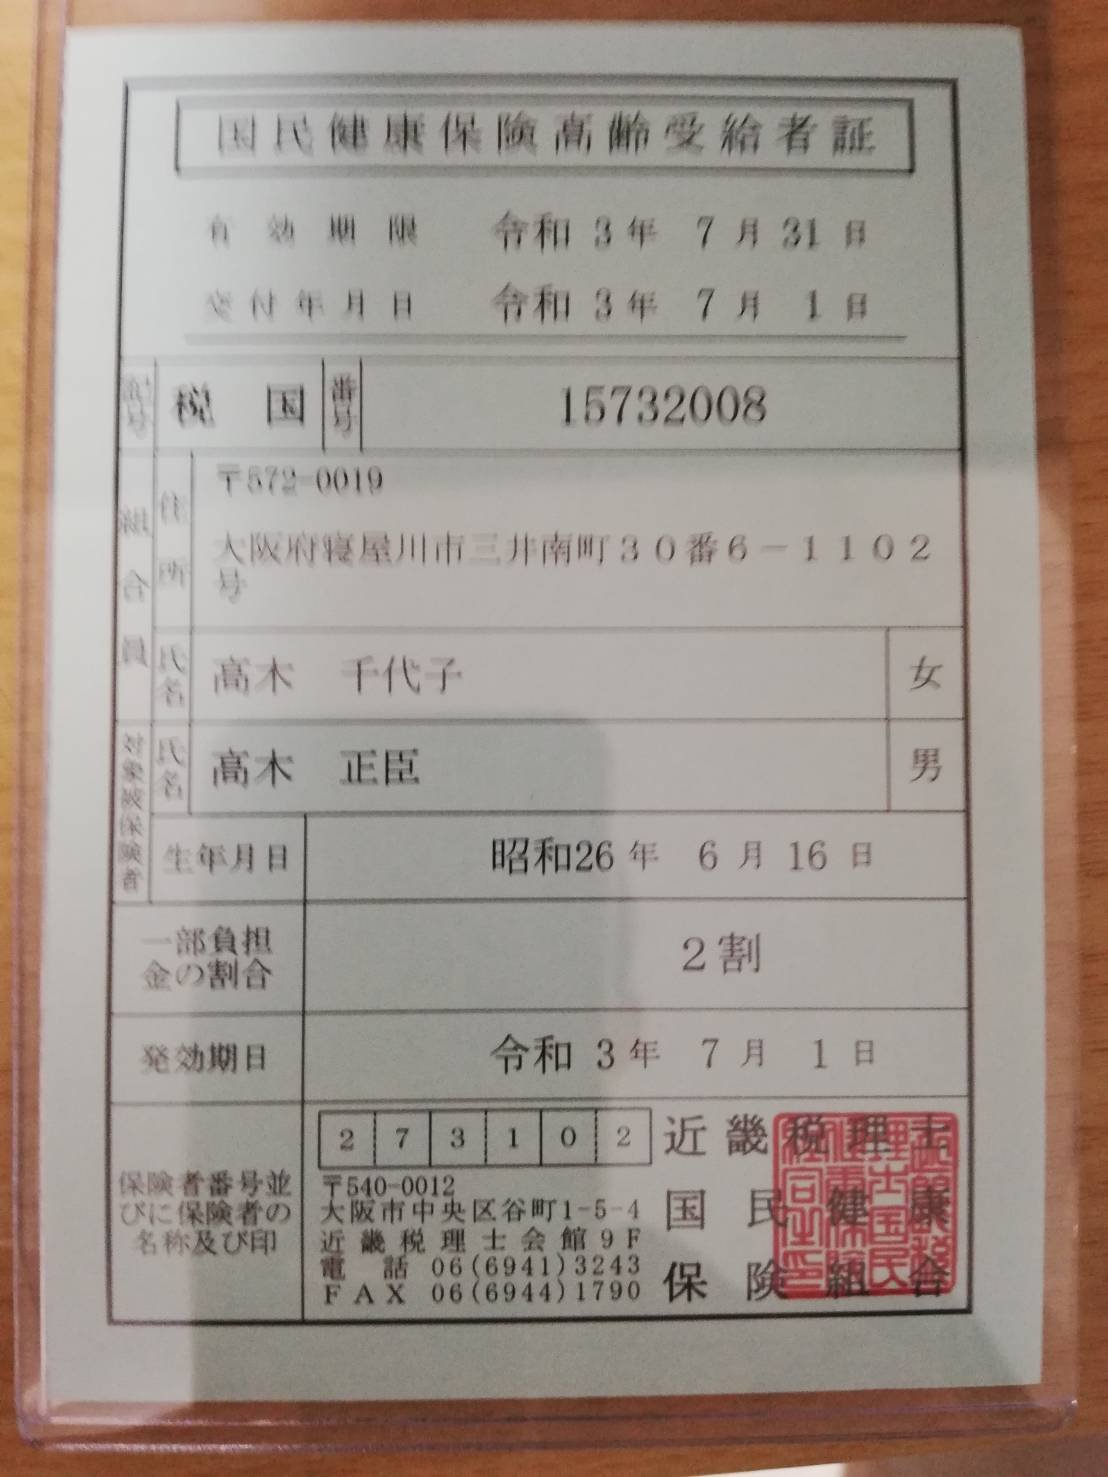 国民健康保険高齢受給者証
有効期限 令和 3年 7月 31日
交付年月日 令和 3年 7月 1日
記号 税 国 番号 15732008
組合員 住所 〒572-0019
大阪府寝屋川市三井南町30番6-1102
号
氏名 高木 千代子 女
対象被保険者 氏名 高木 正臣 男
生年月日 昭和26年 6月 16日
一部負担
金の割合 2割
発効期日 令和 3年 7月 1日
保険者番号並
びに保険者の
名称及び印
273102
〒540-0012
大阪市中央区谷町1-5-4
近畿税理士会館9F
電話 06(6941)3243
FAX 06(6944)1790
近畿税理士
国民健康
保険組合